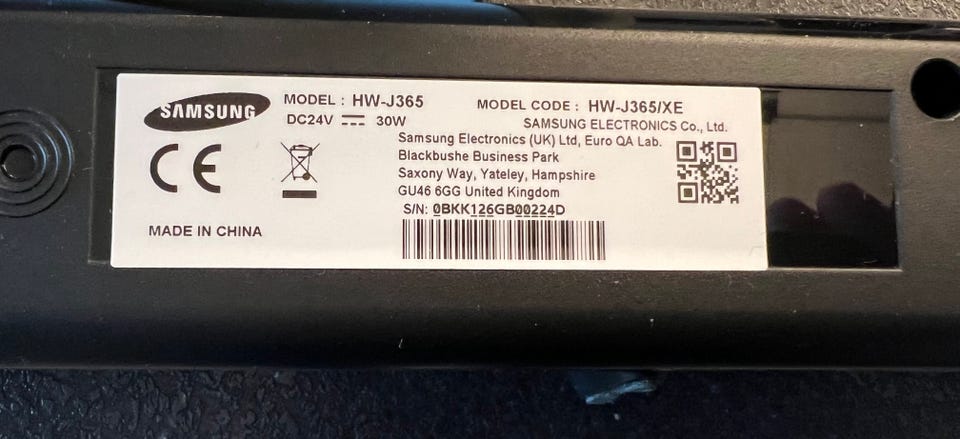 SAMSUNG
MODEL : HW-J365
MODEL CODE : HW-J365/XE
DC24V ⎓ 30W
SAMSUNG ELECTRONICS Co., Ltd.
Samsung Electronics (UK) Ltd, Euro QA Lab.
Blackbushe Business Park
Saxony Way, Yateley, Hampshire
GU46 6GG United Kingdom
S/N: 0BKK126GB00224D
CE
MADE IN CHINA